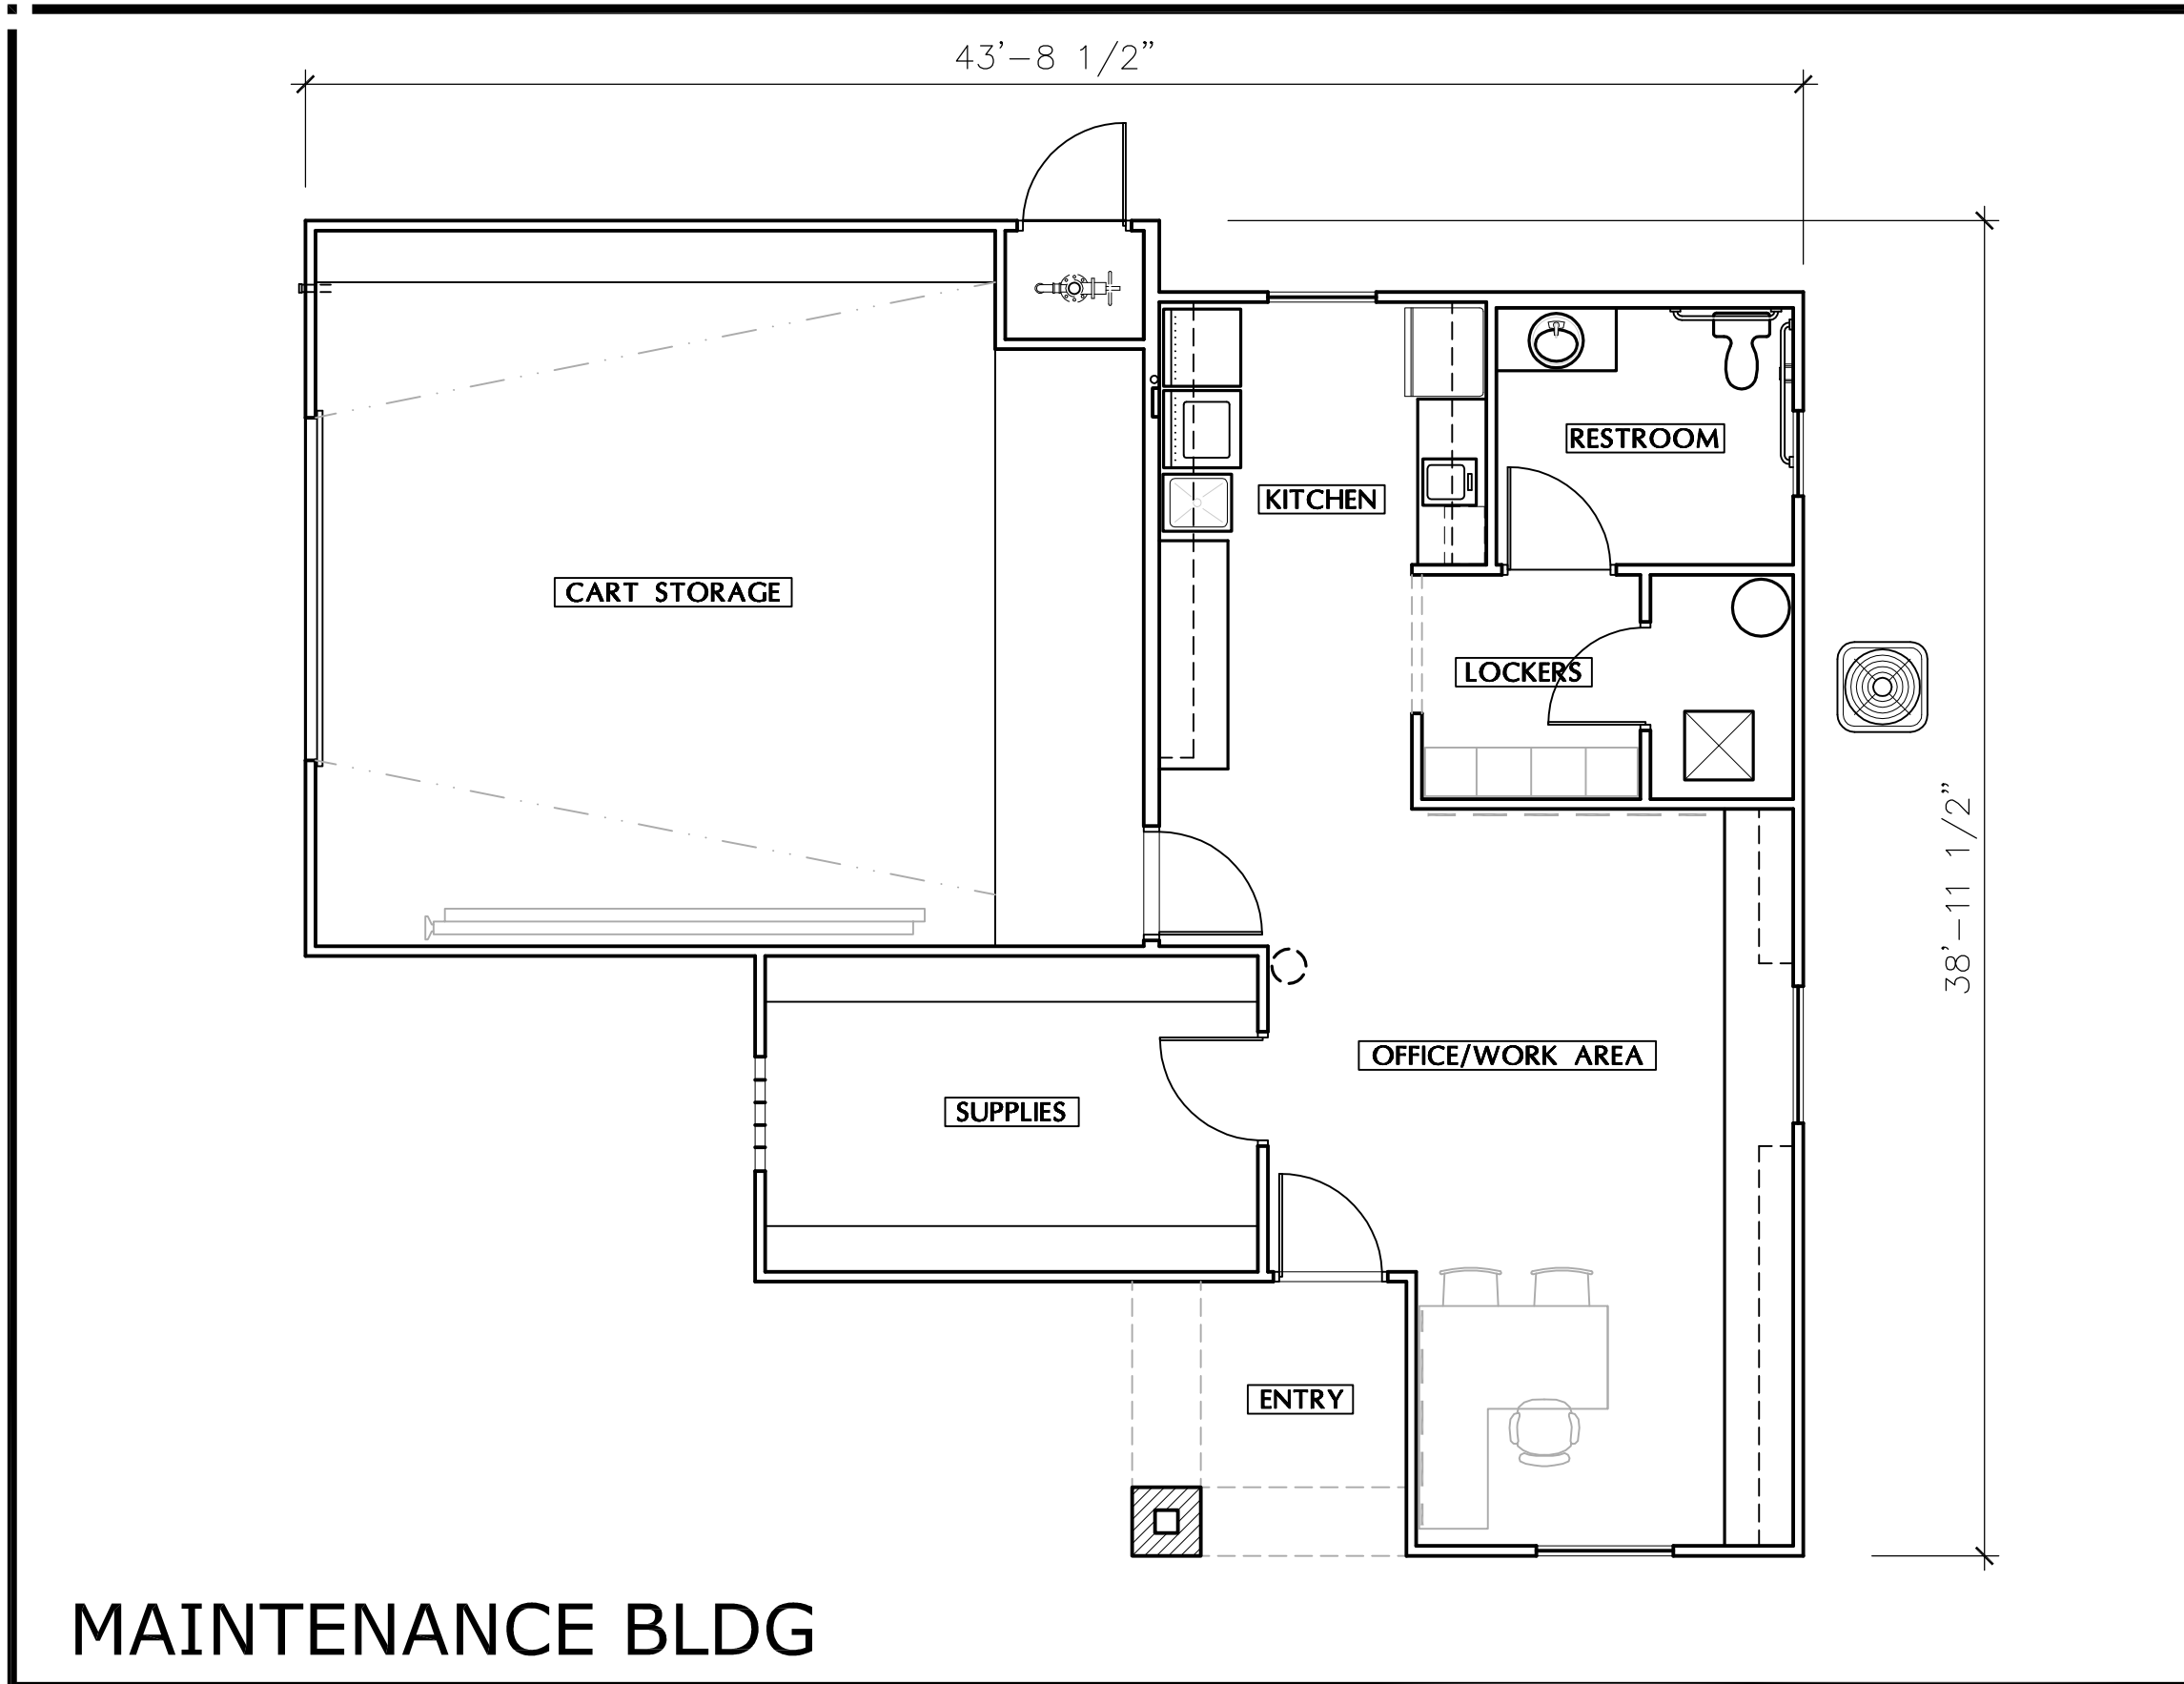 43'-8 1/2"
RESTROOM
KITCHEN
CART STORAGE
LOCKERS
38'-11 1/2"
OFFICE/WORK AREA
SUPPLIES
ENTRY
MAINTENANCE BLDG